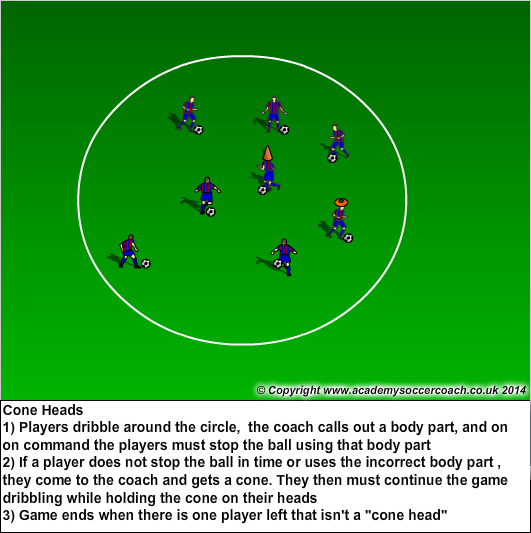 © Copyright www.academysoccercoach.co.uk 2014
Cone Heads
1) Players dribble around the circle, the coach calls out a body part, and on
on command the players must stop the ball using that body part
2) If a player does not stop the ball in time or uses the incorrect body part ,
they come to the coach and gets a cone. They then must continue the game
dribbling while holding the cone on their heads
3) Game ends when there is one player left that isn't a "cone head"